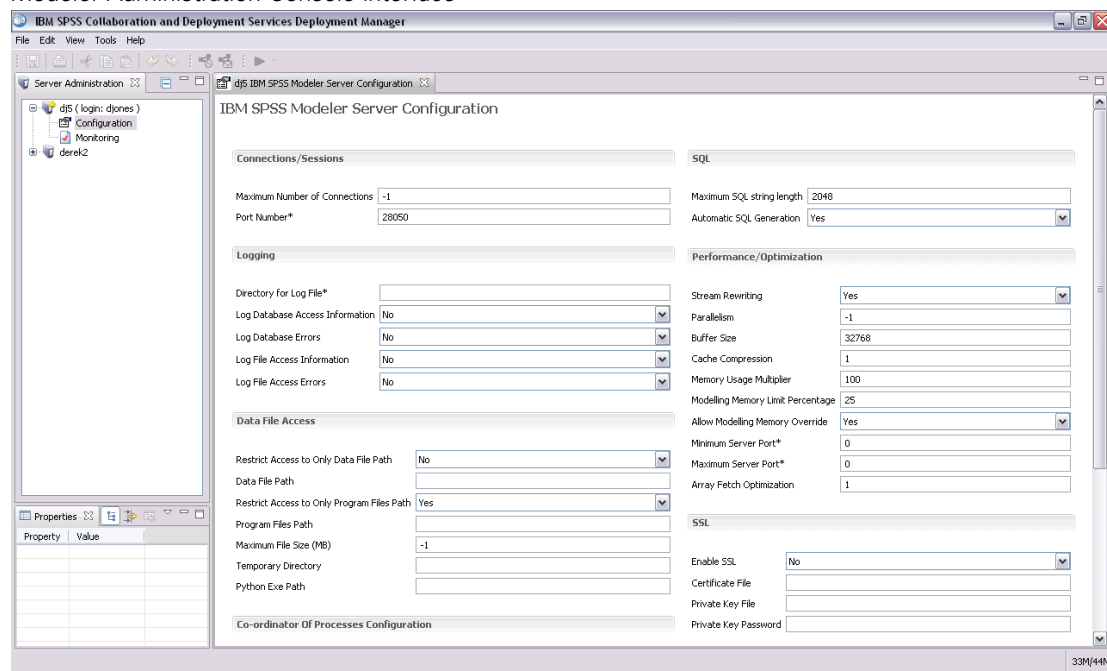 IBM SPSS Collaboration and Deployment Services Deployment Manager
File Edit View Tools Help
Server Administration
dj5 ( login: djones )
Configuration
Monitoring
derek2
Properties
Property Value
dj5 IBM SPSS Modeler Server Configuration
IBM SPSS Modeler Server Configuration
Connections/Sessions
Maximum Number of Connections -1
Port Number* 28050
Logging
Directory for Log File*
Log Database Access Information No
Log Database Errors No
Log File Access Information No
Log File Access Errors No
Data File Access
Restrict Access to Only Data File Path No
Data File Path
Restrict Access to Only Program Files Path Yes
Program Files Path
Maximum File Size (MB) -1
Temporary Directory
Python Exe Path
Co-ordinator Of Processes Configuration
SQL
Maximum SQL string length 2048
Automatic SQL Generation Yes
Performance/Optimization
Stream Rewriting Yes
Parallelism -1
Buffer Size 32768
Cache Compression 1
Memory Usage Multiplier 100
Modelling Memory Limit Percentage 25
Allow Modelling Memory Override Yes
Minimum Server Port* 0
Maximum Server Port* 0
Array Fetch Optimization 1
SSL
Enable SSL No
Certificate File
Private Key File
Private Key Password